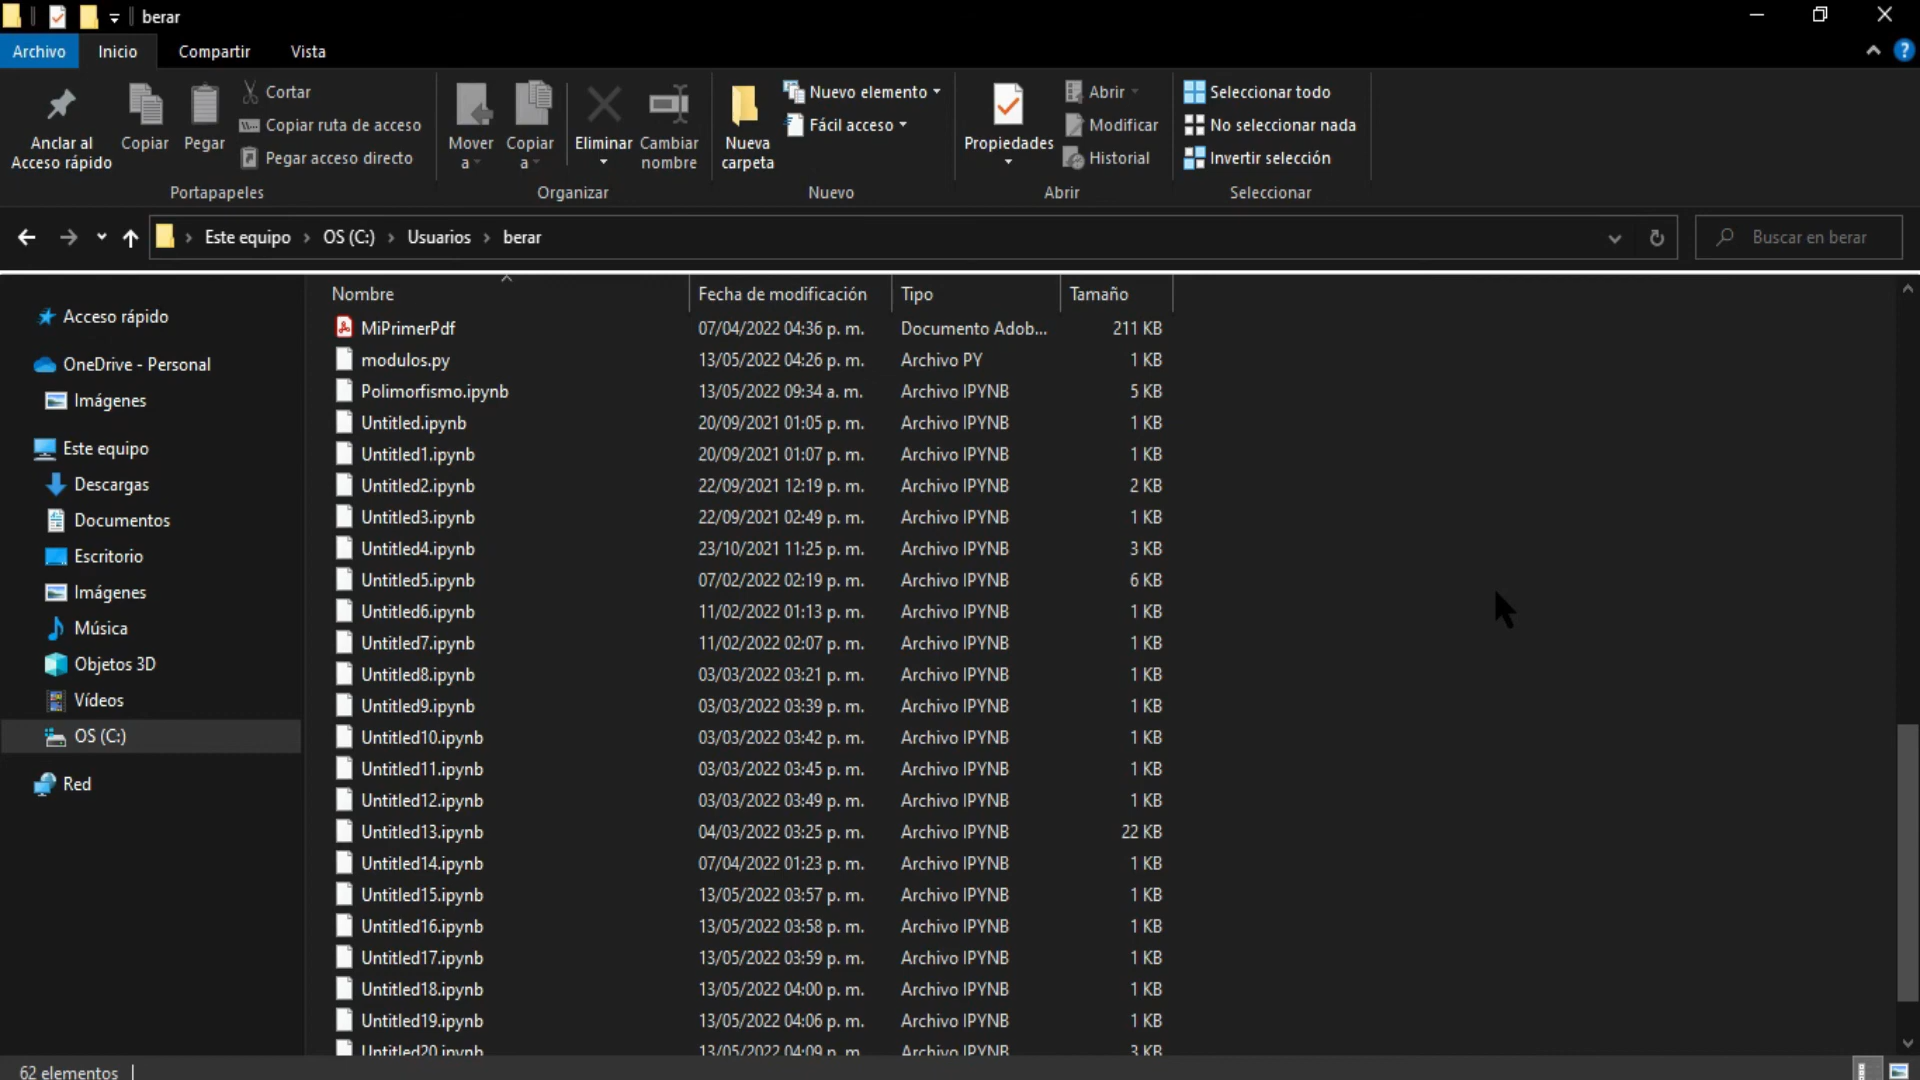 berar
Archivo Inicio Compartir Vista
Anclar al Acceso rápido
Copiar
Pegar
Cortar
Copiar ruta de acceso
Pegar acceso directo
Portapapeles
Mover a
Copiar a
Eliminar
Cambiar nombre
Organizar
Nueva carpeta
Nuevo elemento
Fácil acceso
Nuevo
Propiedades
Abrir
Modificar
Historial
Abrir
Seleccionar todo
No seleccionar nada
Invertir selección
Seleccionar
Este equipo > OS (C:) > Usuarios > berar
Buscar en berar
Acceso rápido
OneDrive - Personal
Imágenes
Este equipo
Descargas
Documentos
Escritorio
Imágenes
Música
Objetos 3D
Vídeos
OS (C:)
Red
Nombre Fecha de modificación Tipo Tamaño
MiPrimerPdf 07/04/2022 04:36 p. m. Documento Adob... 211 KB
modulos.py 13/05/2022 04:26 p. m. Archivo PY 1 KB
Polimorfismo.ipynb 13/05/2022 09:34 a. m. Archivo IPYNB 5 KB
Untitled.ipynb 20/09/2021 01:05 p. m. Archivo IPYNB 1 KB
Untitled1.ipynb 20/09/2021 01:07 p. m. Archivo IPYNB 1 KB
Untitled2.ipynb 22/09/2021 12:19 p. m. Archivo IPYNB 2 KB
Untitled3.ipynb 22/09/2021 02:49 p. m. Archivo IPYNB 1 KB
Untitled4.ipynb 23/10/2021 11:25 p. m. Archivo IPYNB 3 KB
Untitled5.ipynb 07/02/2022 02:19 p. m. Archivo IPYNB 6 KB
Untitled6.ipynb 11/02/2022 01:13 p. m. Archivo IPYNB 1 KB
Untitled7.ipynb 11/02/2022 02:07 p. m. Archivo IPYNB 1 KB
Untitled8.ipynb 03/03/2022 03:21 p. m. Archivo IPYNB 1 KB
Untitled9.ipynb 03/03/2022 03:39 p. m. Archivo IPYNB 1 KB
Untitled10.ipynb 03/03/2022 03:42 p. m. Archivo IPYNB 1 KB
Untitled11.ipynb 03/03/2022 03:45 p. m. Archivo IPYNB 1 KB
Untitled12.ipynb 03/03/2022 03:49 p. m. Archivo IPYNB 1 KB
Untitled13.ipynb 04/03/2022 03:25 p. m. Archivo IPYNB 22 KB
Untitled14.ipynb 07/04/2022 01:23 p. m. Archivo IPYNB 1 KB
Untitled15.ipynb 13/05/2022 03:57 p. m. Archivo IPYNB 1 KB
Untitled16.ipynb 13/05/2022 03:58 p. m. Archivo IPYNB 1 KB
Untitled17.ipynb 13/05/2022 03:59 p. m. Archivo IPYNB 1 KB
Untitled18.ipynb 13/05/2022 04:00 p. m. Archivo IPYNB 1 KB
Untitled19.ipynb 13/05/2022 04:06 p. m. Archivo IPYNB 1 KB
Untitled20.ipynb 13/05/2022 04:09 p. m. Archivo IPYNB 3 KB
62 elementos